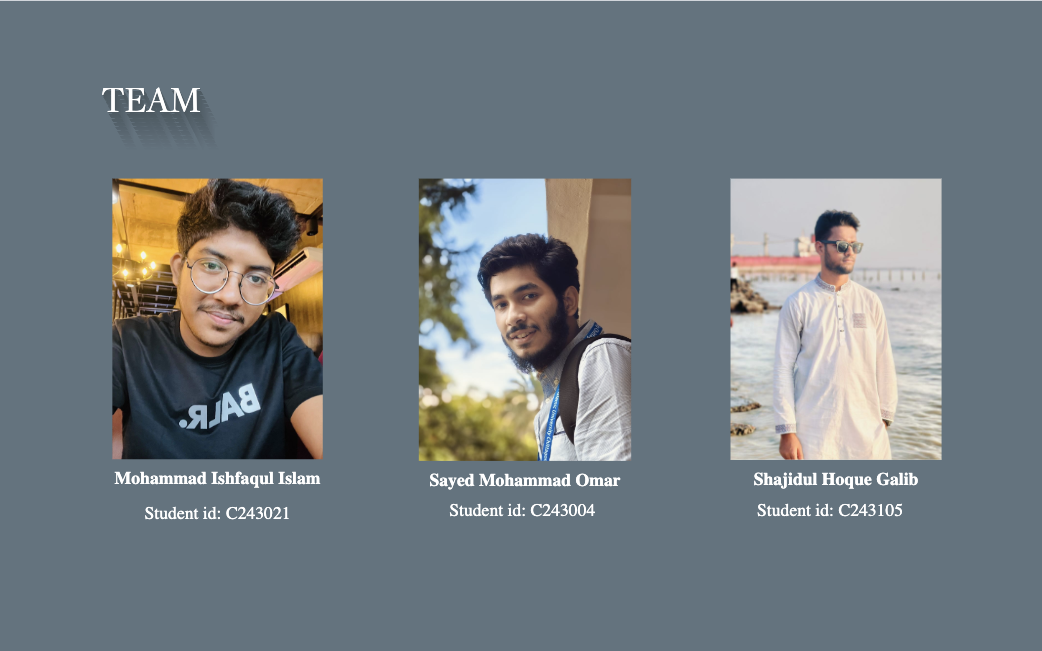 TEAM
BALR.
Mohammad Ishfaqul Islam
Student id: C243021
Sayed Mohammad Omar
Student id: C243004
Shajidul Hoque Galib
Student id: C243105